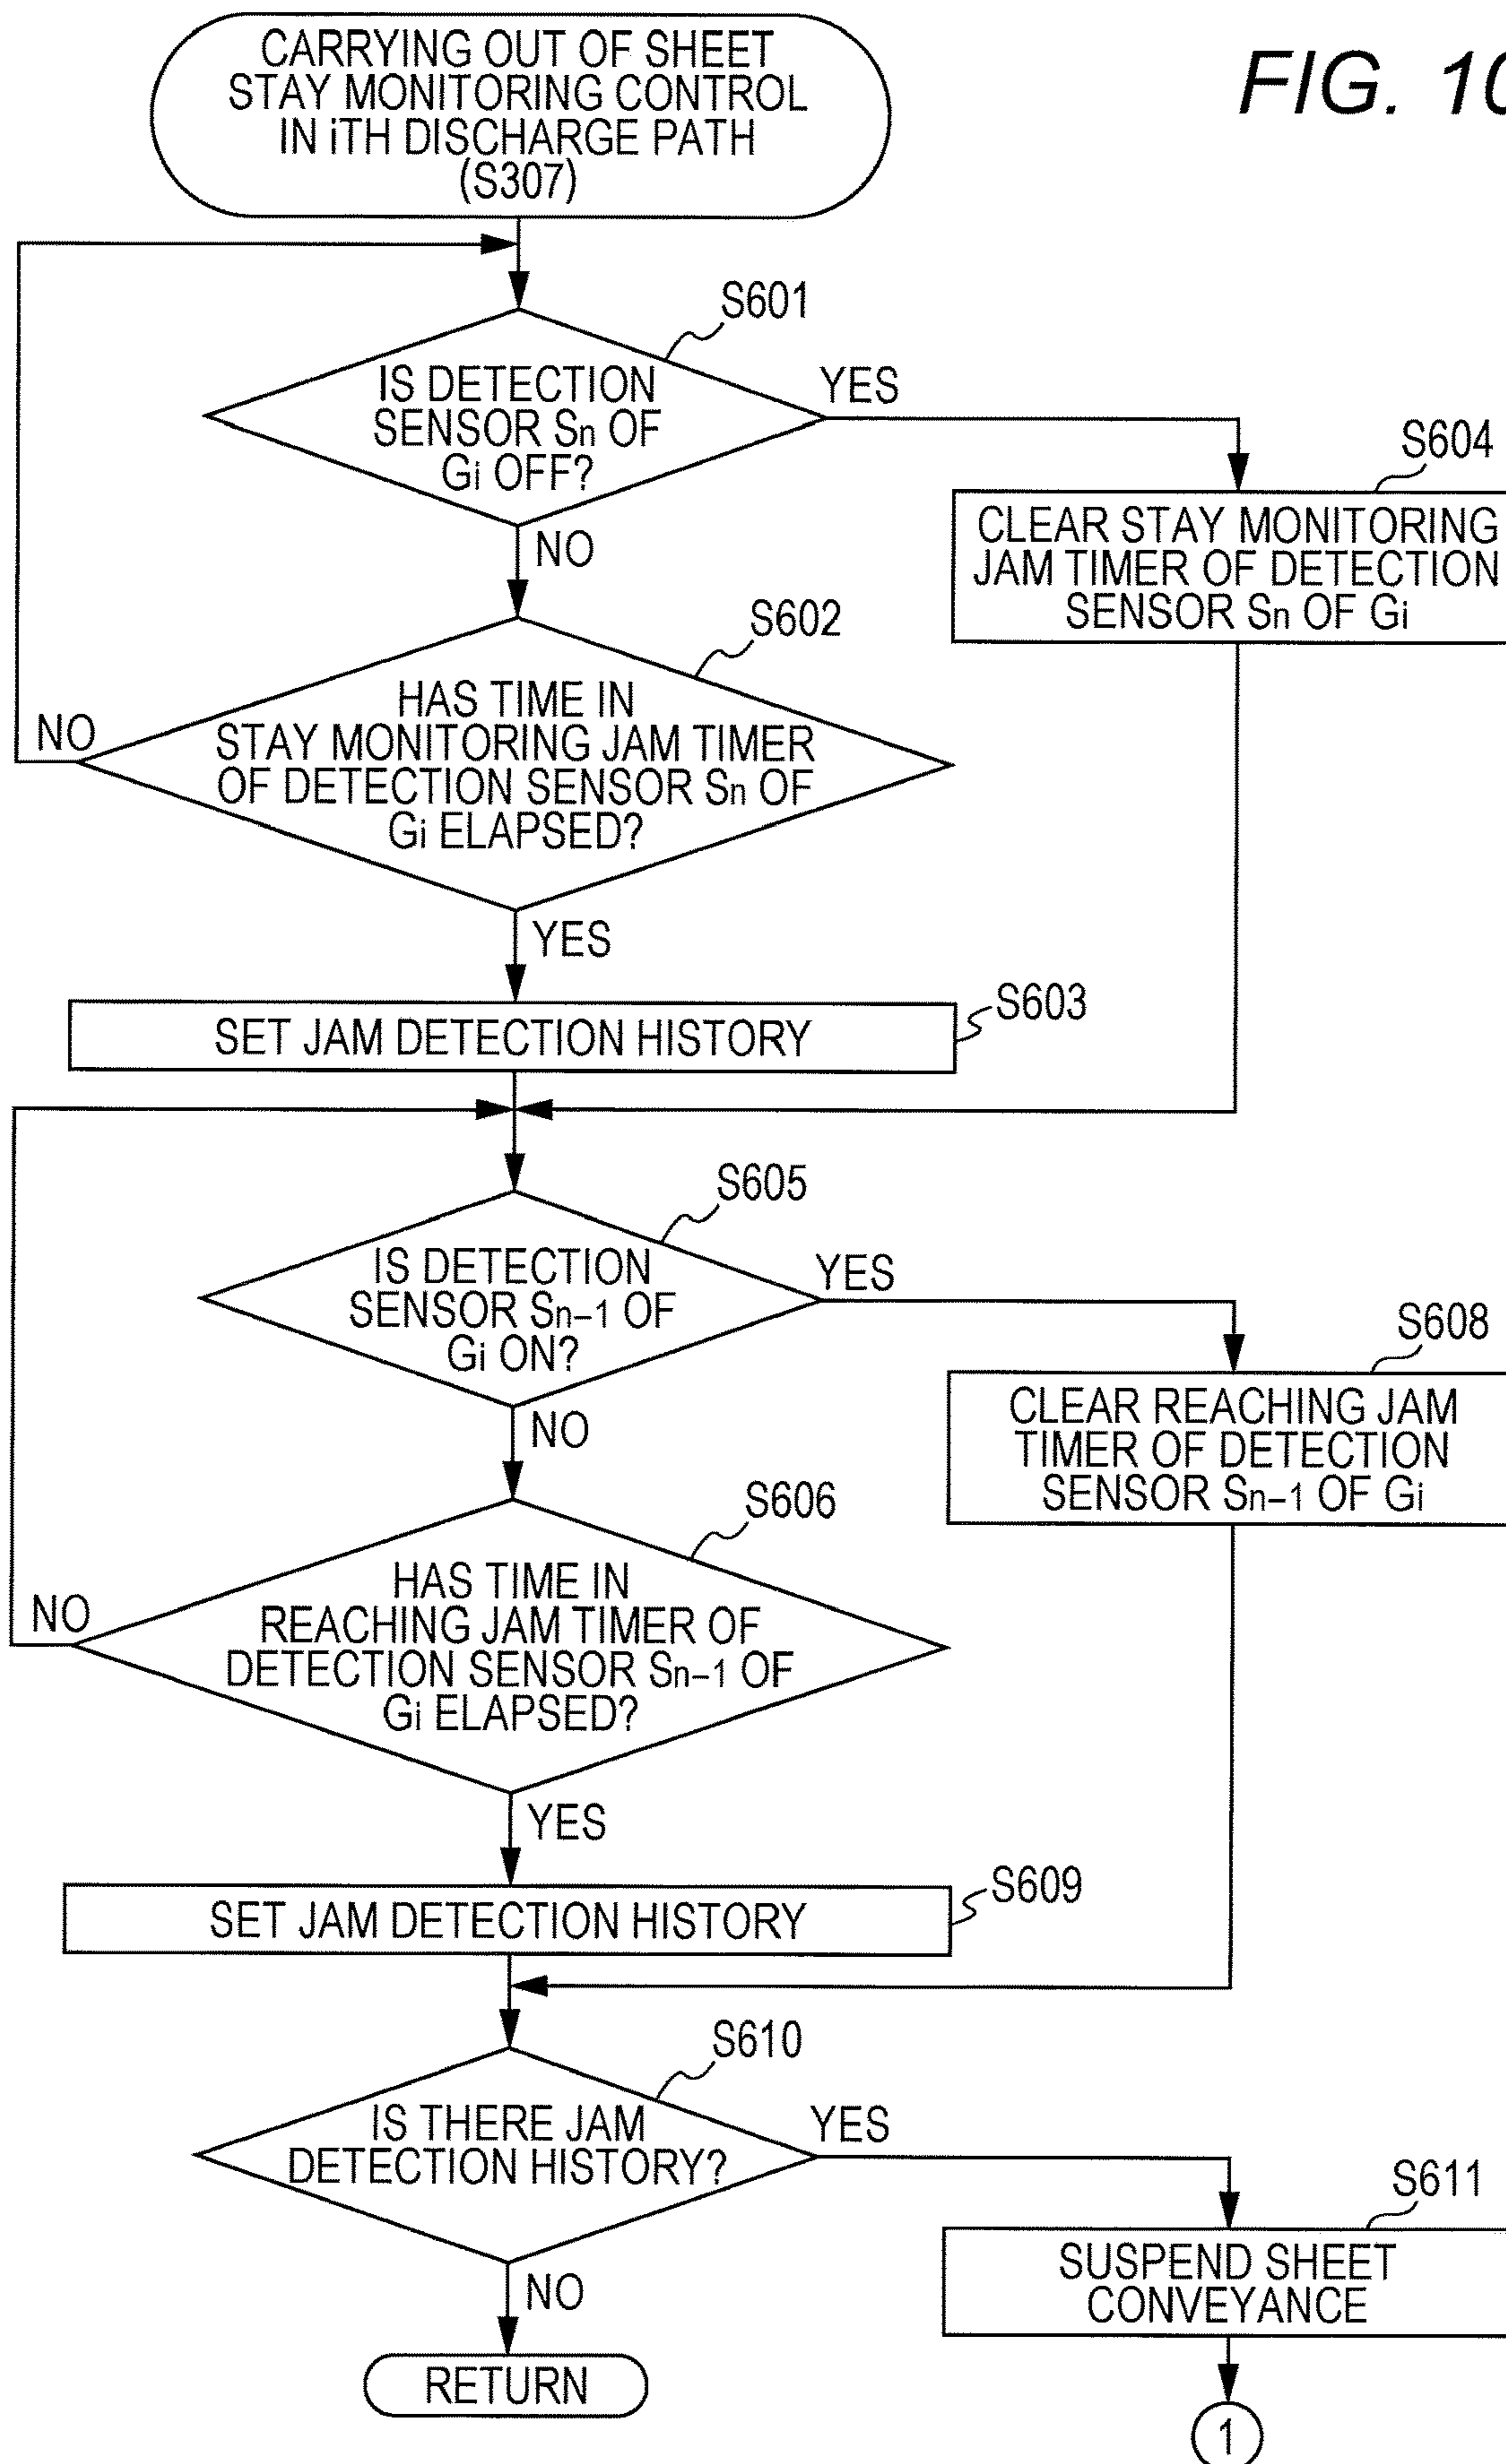 FIG. 10
CARRYING OUT OF SHEET
STAY MONITORING CONTROL
IN iTH DISCHARGE PATH
(S307)
S601
IS DETECTION
SENSOR Sn OF
Gi OFF?
YES
NO
S604
CLEAR STAY MONITORING
JAM TIMER OF DETECTION
SENSOR Sn OF Gi
S602
HAS TIME IN
STAY MONITORING JAM TIMER
OF DETECTION SENSOR Sn OF
Gi ELAPSED?
NO
YES
S603
SET JAM DETECTION HISTORY
S605
IS DETECTION
SENSOR Sn-1 OF
Gi ON?
YES
NO
S608
CLEAR REACHING JAM
TIMER OF DETECTION
SENSOR Sn-1 OF Gi
S606
HAS TIME IN
REACHING JAM TIMER OF
DETECTION SENSOR Sn-1 OF
Gi ELAPSED?
NO
YES
S609
SET JAM DETECTION HISTORY
S610
IS THERE JAM
DETECTION HISTORY?
YES
NO
S611
SUSPEND SHEET
CONVEYANCE
RETURN
1